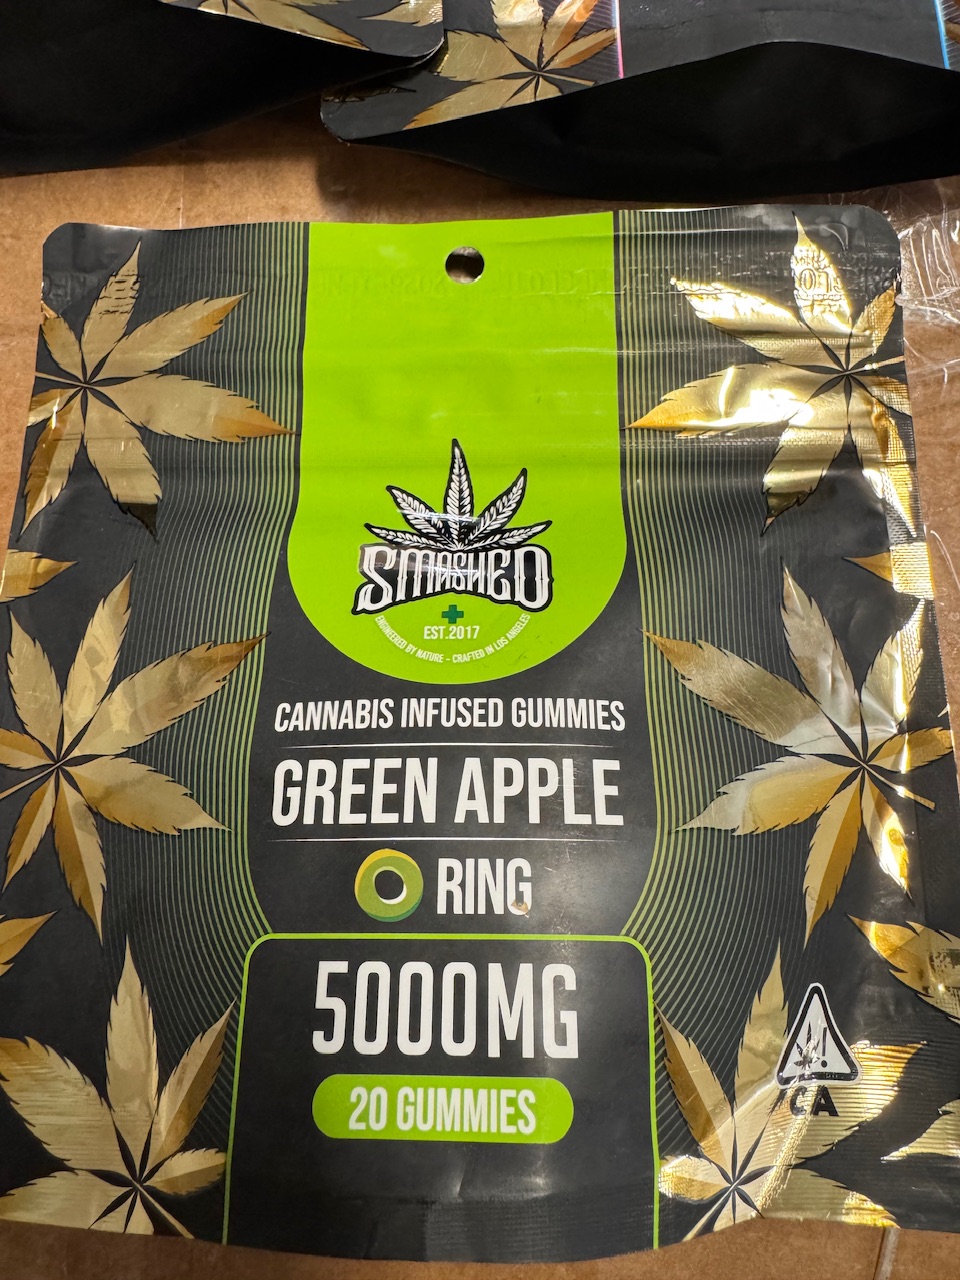 SMASHED
EST.2017
ENGINEERED BY NATURE - CRAFTED IN LOS ANGELES
CANNABIS INFUSED GUMMIES
GREEN APPLE
RING
5000MG
20 GUMMIES
!
CA